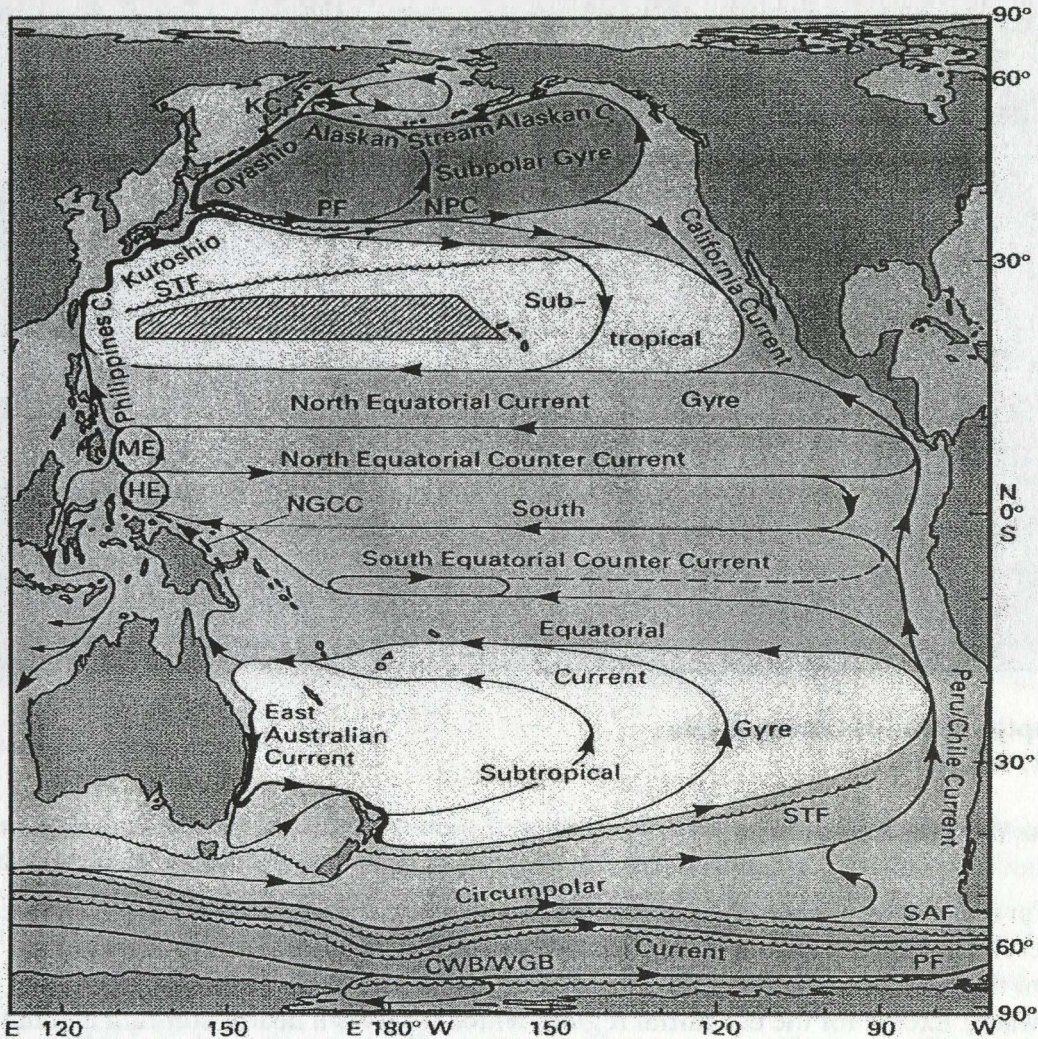 90°
60°
KC
Alaskan Stream
Alaskan C.
Oyashio
Subpolar Gyre
PF
NPC
California Current
30°
Kuroshio
STF
Sub-
tropical
Philippines C.
North Equatorial Current
Gyre
ME
North Equatorial Counter Current
HE
NGCC
South
N
0°
S
South Equatorial Counter Current
Equatorial
Current
East
Australian
Current
Gyre
Subtropical
Peru/Chile Current
30°
STF
Circumpolar
SAF
Current
60°
CWB/WGB
PF
90°
E 120 150 E 180° W 150 120 90 W